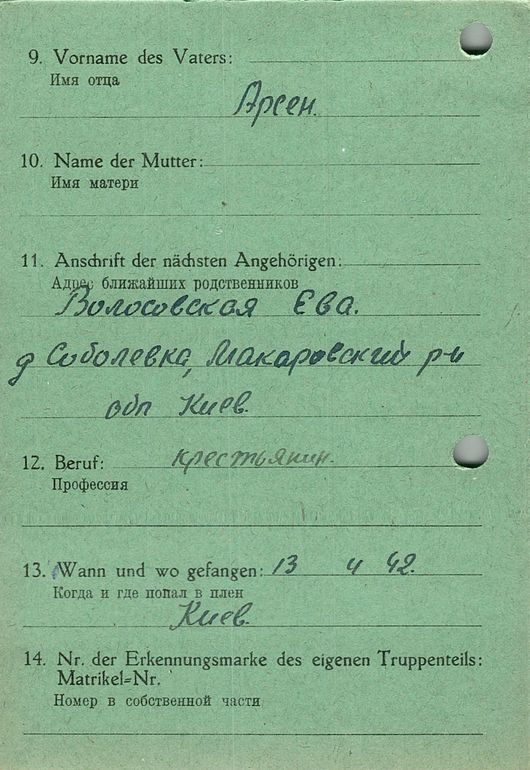 9. Vorname des Vaters:
Имя отца
Арсен.
10. Name der Mutter:
Имя матери
11. Anschrift der nächsten Angehörigen:
Адрес ближайших родственников
Волосовская Ева.
д Соболевка, Макаровский р-н
обл Киев.
12. Beruf: крестьянин.
Профессия
13. Wann und wo gefangen: 13 4 42.
Когда и где попал в плен
Киев.
14. Nr. der Erkennungsmarke des eigenen Truppenteils:
Matrikel=Nr.
Номер в собственной части